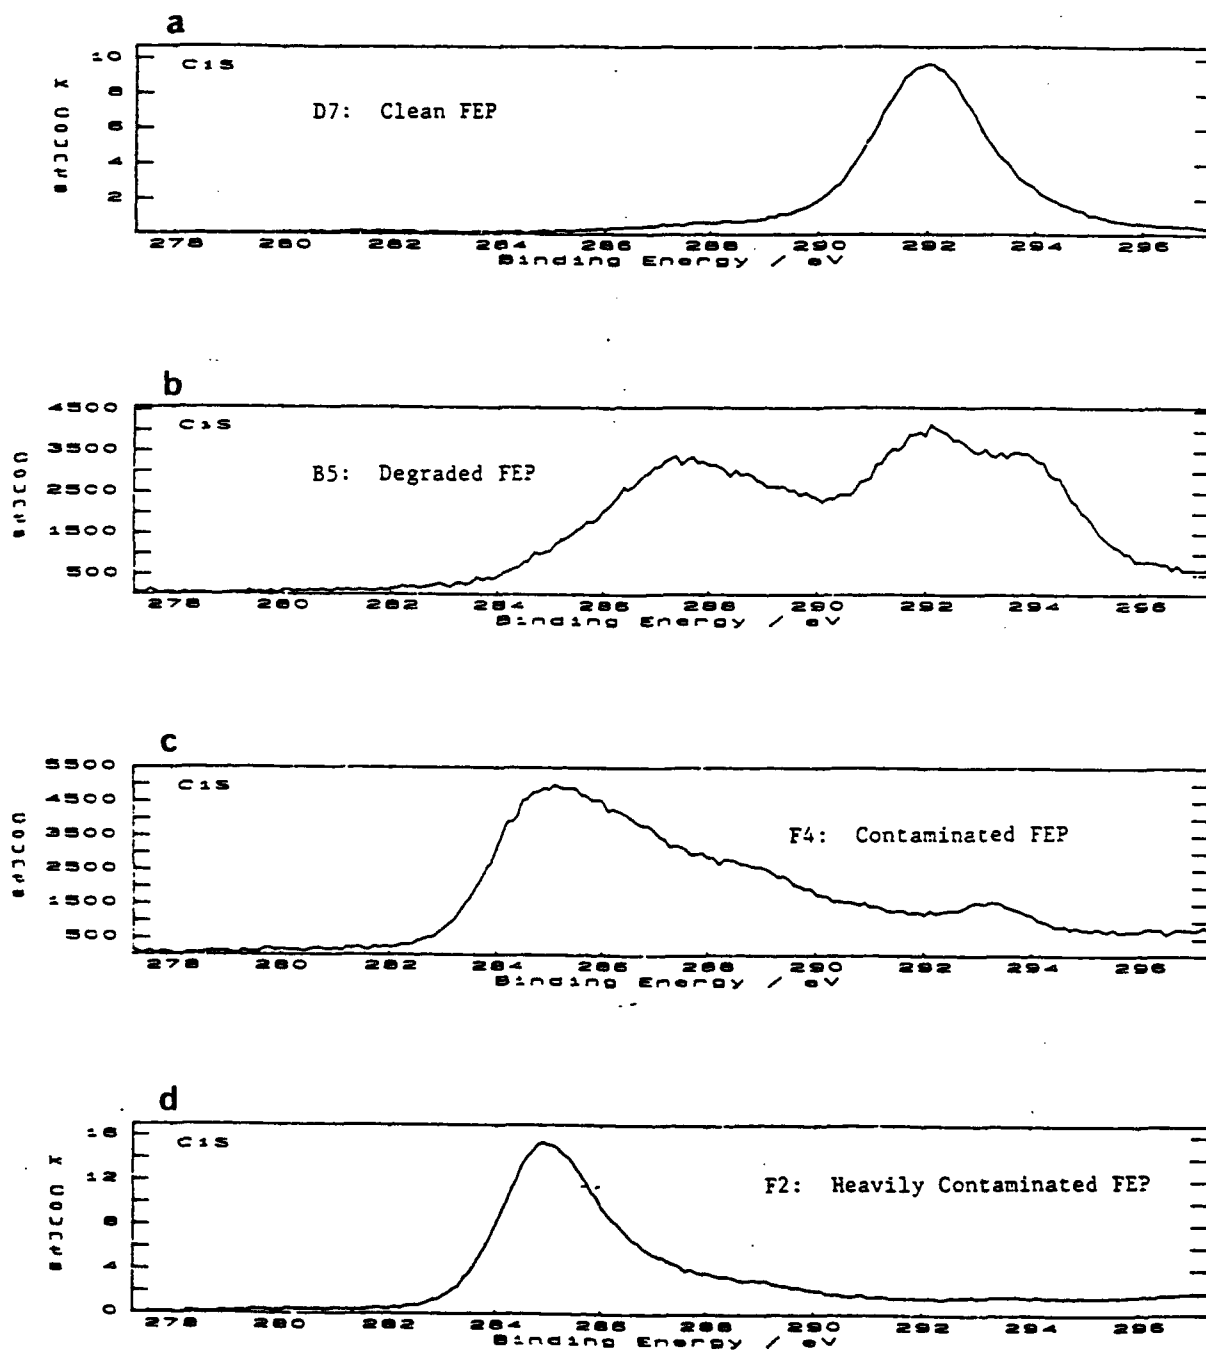 a
10
8
6
4
2
C1S
D7: Clean FEP
278 280 282 284 286 288 290 292 294 296
Binding Energy / eV
b
4500
3500
2500
1500
500
C1S
B5: Degraded FEP
278 280 282 284 286 288 290 292 294 296
Binding Energy / eV
c
5500
4500
3500
2500
1500
500
C1S
F4: Contaminated FEP
278 280 282 284 286 288 290 292 294 296
Binding Energy / eV
d
16
12
8
4
0
C1S
F2: Heavily Contaminated FEP
278 280 282 284 286 288 290 292 294 296
Binding Energy / eV